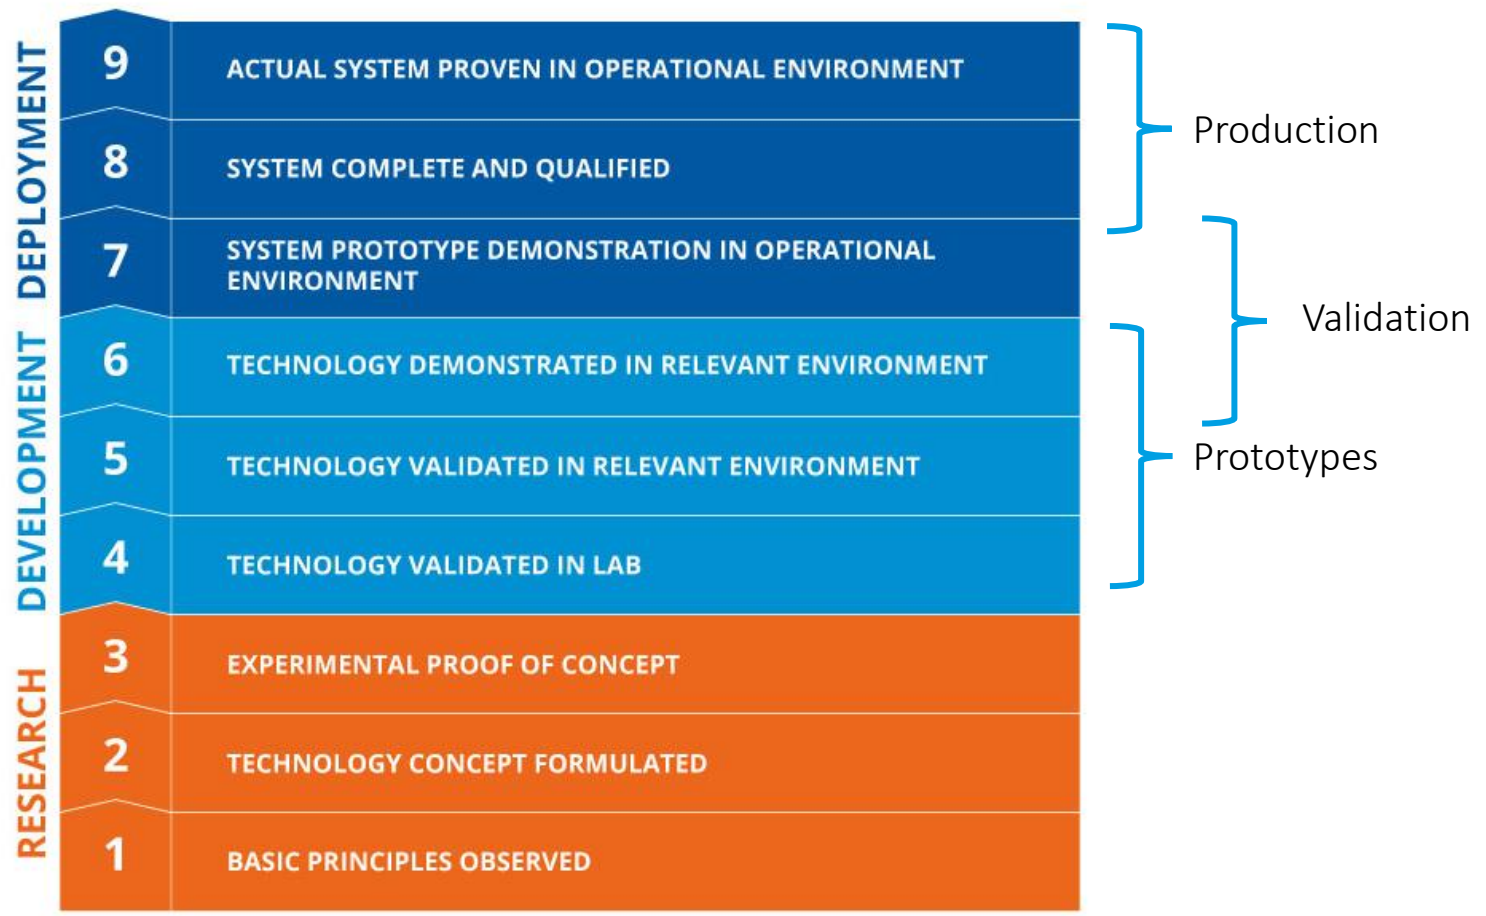 DEPLOYMENT
9
ACTUAL SYSTEM PROVEN IN OPERATIONAL ENVIRONMENT
8
SYSTEM COMPLETE AND QUALIFIED
7
SYSTEM PROTOTYPE DEMONSTRATION IN OPERATIONAL
ENVIRONMENT
DEVELOPMENT
6
TECHNOLOGY DEMONSTRATED IN RELEVANT ENVIRONMENT
5
TECHNOLOGY VALIDATED IN RELEVANT ENVIRONMENT
4
TECHNOLOGY VALIDATED IN LAB
RESEARCH
3
EXPERIMENTAL PROOF OF CONCEPT
2
TECHNOLOGY CONCEPT FORMULATED
1
BASIC PRINCIPLES OBSERVED
Production
Validation
Prototypes